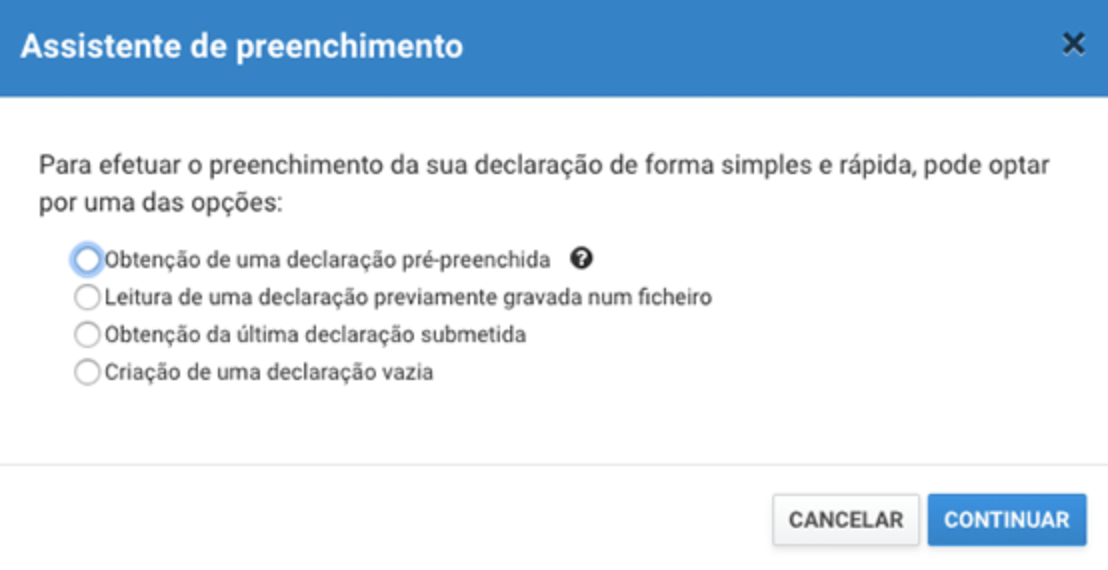 Assistente de preenchimento
Para efetuar o preenchimento da sua declaração de forma simples e rápida, pode optar
por uma das opções:
Obtenção de uma declaração pré-preenchida ?
Leitura de uma declaração previamente gravada num ficheiro
Obtenção da última declaração submetida
Criação de uma declaração vazia
CANCELAR CONTINUAR